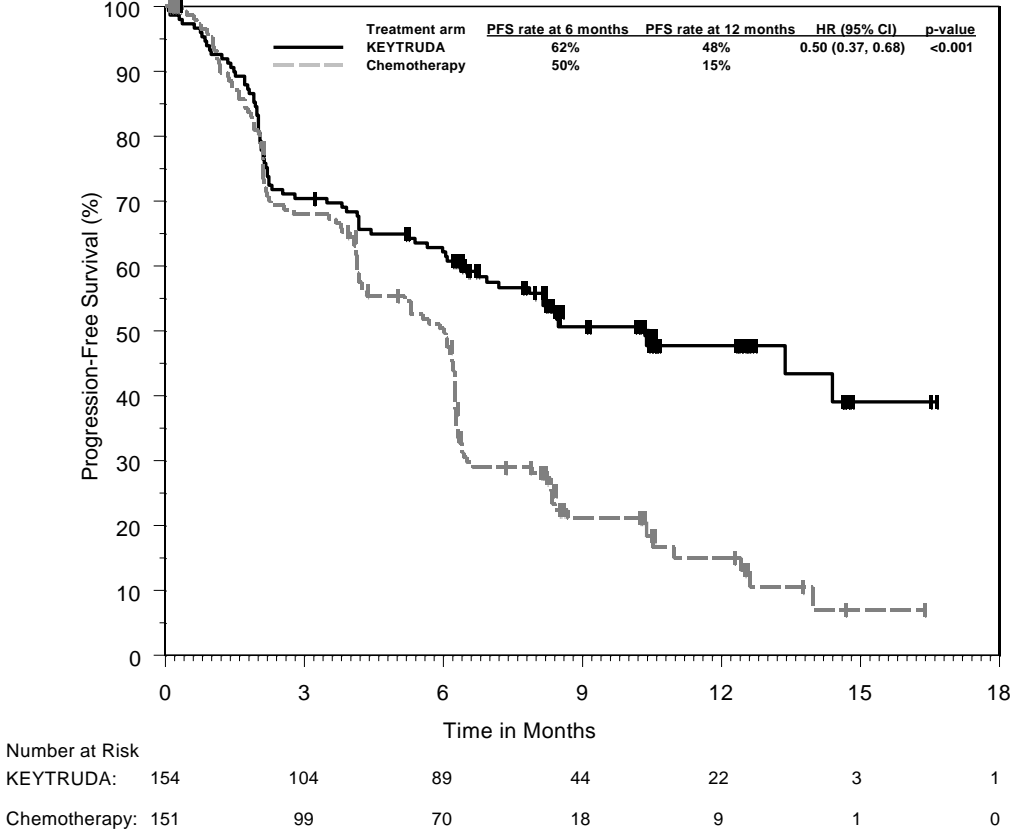 Treatment arm PFS rate at 6 months PFS rate at 12 months HR (95% CI) p-value
KEYTRUDA 62% 48% 0.50 (0.37, 0.68) <0.001
Chemotherapy 50% 15%
Progression-Free Survival (%)
100
90
80
70
60
50
40
30
20
10
0
0 3 6 9 12 15 18
Time in Months
Number at Risk
KEYTRUDA: 154 104 89 44 22 3 1
Chemotherapy: 151 99 70 18 9 1 0